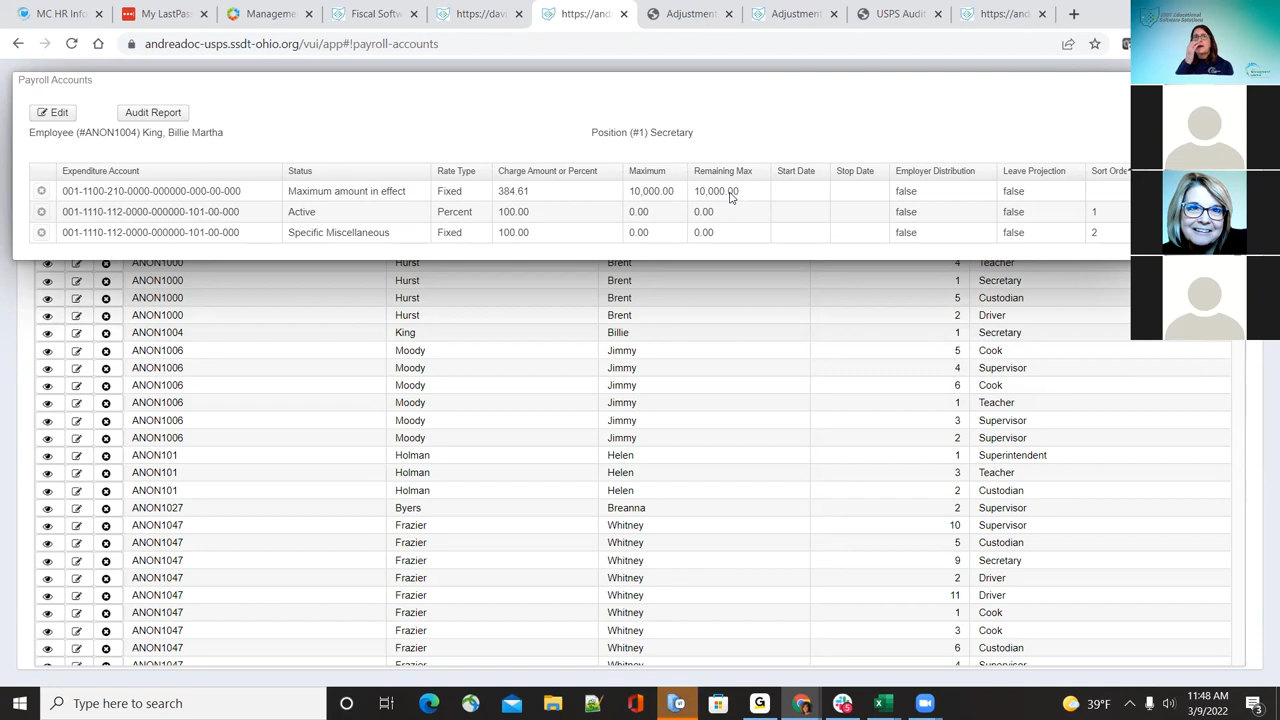 MC HR Info
My LastPass
Manageme
Fiscal Softw
https://and
Adjustment
Adjustmen
USPS Audit
https://and
andreadoc-usps.ssdt-ohio.org/vui/app#!payroll-accounts
Payroll Accounts
Edit
Audit Report
Employee (#ANON1004) King, Billie Martha
Position (#1) Secretary
Expenditure Account Status Rate Type Charge Amount or Percent Maximum Remaining Max Start Date Stop Date Employer Distribution Leave Projection Sort Orde
001-1100-210-0000-000000-000-00-000 Maximum amount in effect Fixed 384.61 10,000.00 10,000.00 false false
001-1110-112-0000-000000-101-00-000 Active Percent 100.00 0.00 0.00 false false 1
001-1110-112-0000-000000-101-00-000 Specific Miscellaneous Fixed 100.00 0.00 0.00 false false 2
ANON1000 Hurst Brent 4 Teacher
ANON1000 Hurst Brent 1 Secretary
ANON1000 Hurst Brent 5 Custodian
ANON1000 Hurst Brent 2 Driver
ANON1004 King Billie 1 Secretary
ANON1006 Moody Jimmy 5 Cook
ANON1006 Moody Jimmy 4 Supervisor
ANON1006 Moody Jimmy 6 Cook
ANON1006 Moody Jimmy 1 Teacher
ANON1006 Moody Jimmy 3 Supervisor
ANON1006 Moody Jimmy 2 Supervisor
ANON101 Holman Helen 1 Superintendent
ANON101 Holman Helen 3 Teacher
ANON101 Holman Helen 2 Custodian
ANON1027 Byers Breanna 2 Supervisor
ANON1047 Frazier Whitney 10 Supervisor
ANON1047 Frazier Whitney 5 Custodian
ANON1047 Frazier Whitney 9 Secretary
ANON1047 Frazier Whitney 2 Driver
ANON1047 Frazier Whitney 11 Driver
ANON1047 Frazier Whitney 1 Cook
ANON1047 Frazier Whitney 3 Cook
ANON1047 Frazier Whitney 6 Custodian
ANON1047 Frazier Whitney 4 Supervisor
Type here to search
39°F
11:48 AM
3/9/2022
3